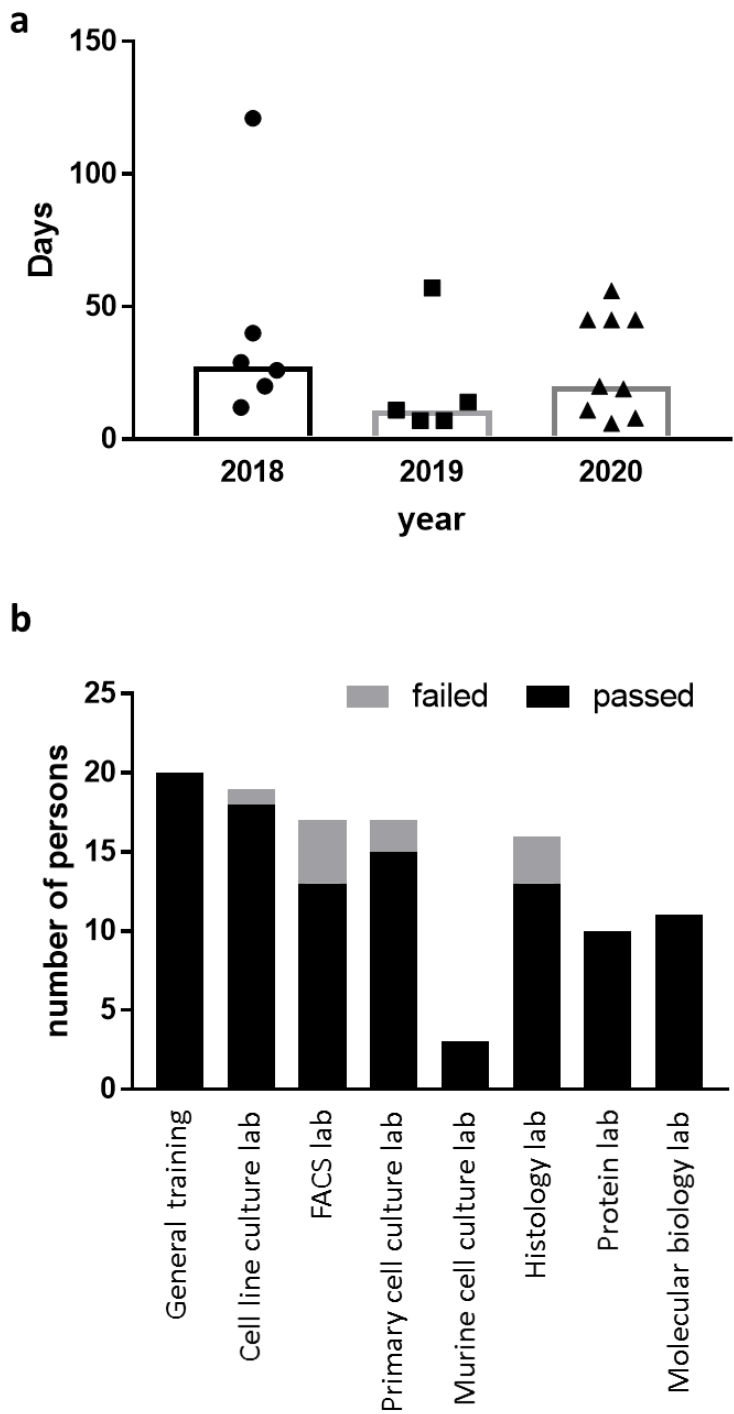 a
150
100
50
0
Days
2018 2019 2020
year
b
failed passed
25
20
15
10
5
0
number of persons
General training
Cell line culture lab
FACS lab
Primary cell culture lab
Murine cell culture lab
Histology lab
Protein lab
Molecular biology lab